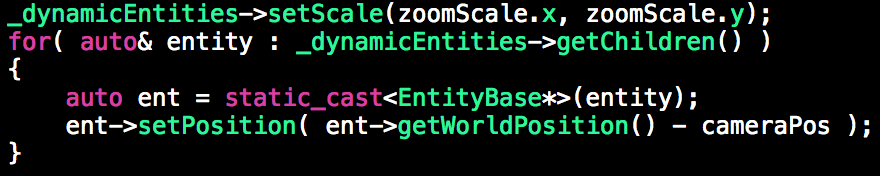 _dynamicEntities->setScale(zoomScale.x, zoomScale.y);
for( auto& entity : _dynamicEntities->getChildren() )
{
    auto ent = static_cast<EntityBase*>(entity);
    ent->setPosition( ent->getWorldPosition() - cameraPos );
}